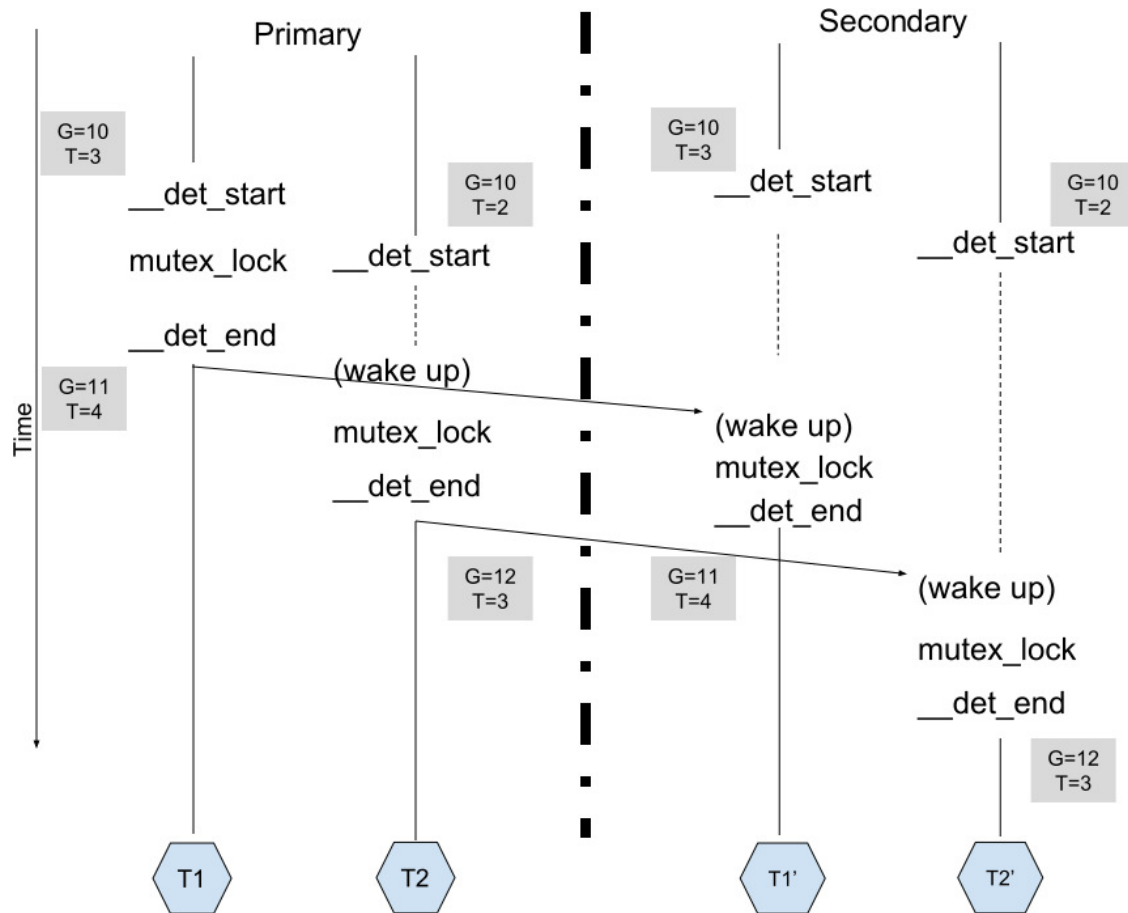 Primary
Secondary
G=10
T=3
__det_start
mutex_lock
__det_end
G=11
T=4
Time
G=10
T=2
__det_start
(wake up)
mutex_lock
__det_end
G=12
T=3
G=10
T=3
__det_start
(wake up)
mutex_lock
__det_end
G=11
T=4
G=10
T=2
__det_start
(wake up)
mutex_lock
__det_end
G=12
T=3
T1
T2
T1’
T2’